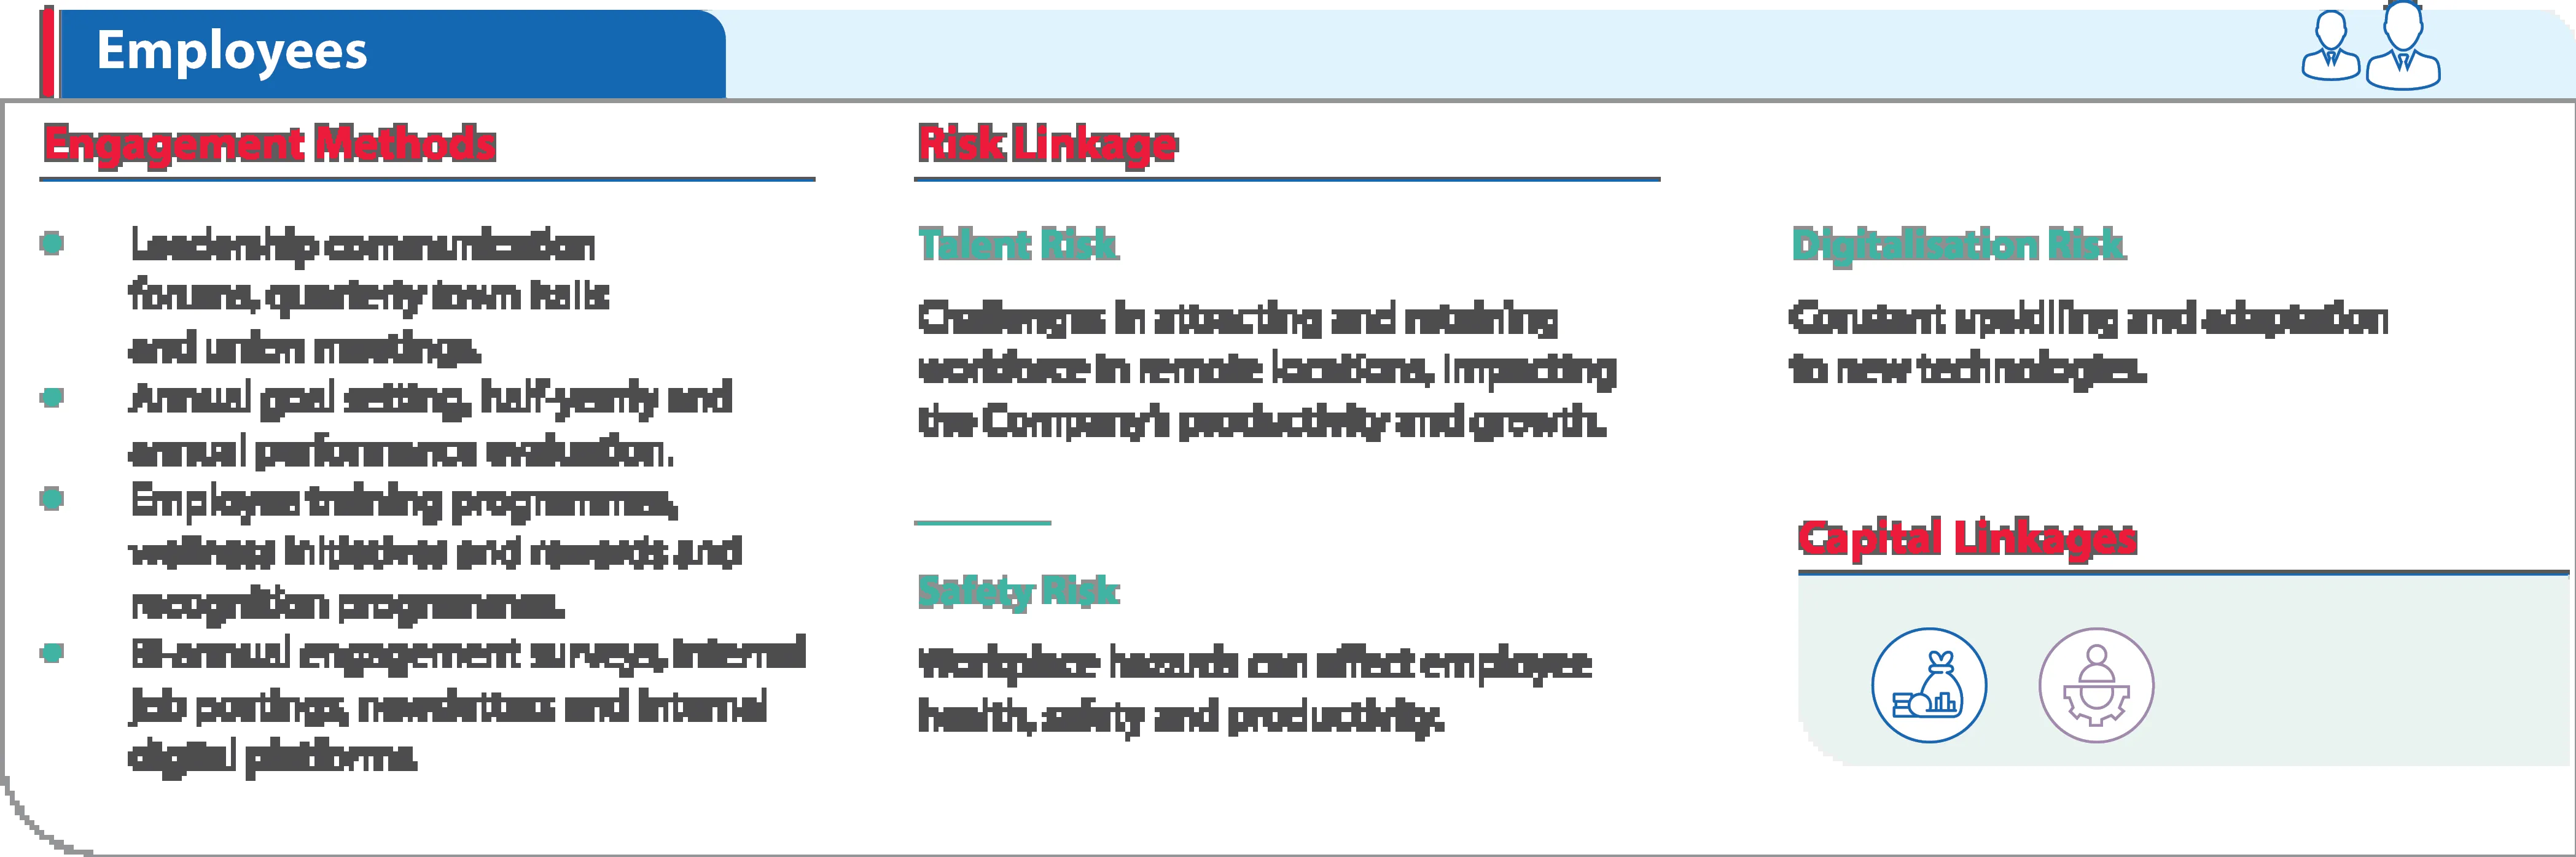 Employees
Engagement Methods
Leadership communication
forums, quarterly town halls
and union meetings.
Annual goal setting, half-yearly and
annual performance evaluation.
Employee training programmes,
wellness initiatives and rewards and
recognition programmes.
Bi-annual engagement surveys, internal
job postings, newsletters and internal
digital platforms.
Risk Linkage
Talent Risk
Challenges in attracting and retaining
workforce in remote locations, impacting
the Company's productivity and growth.
Safety Risk
Workplace hazards can affect employee
health, safety and productivity.
Digitalisation Risk
Constant upskilling and adaptation
to new technologies.
Capital Linkages